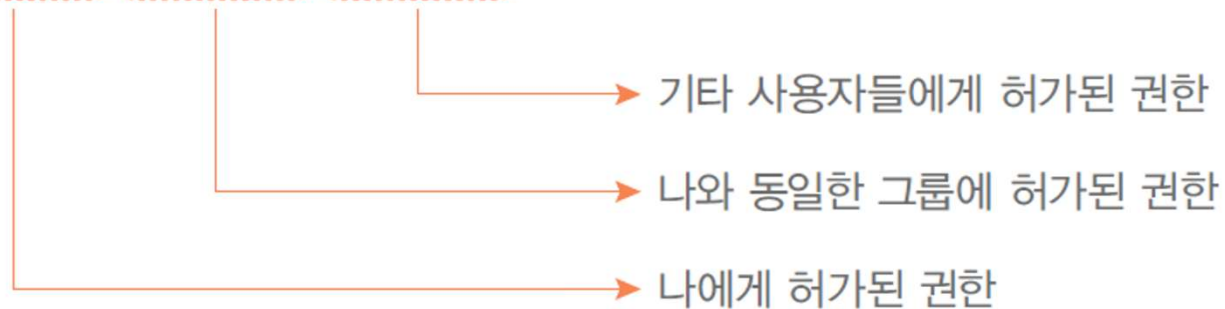 기타 사용자들에게 허가된 권한
나와 동일한 그룹에 허가된 권한
나에게 허가된 권한